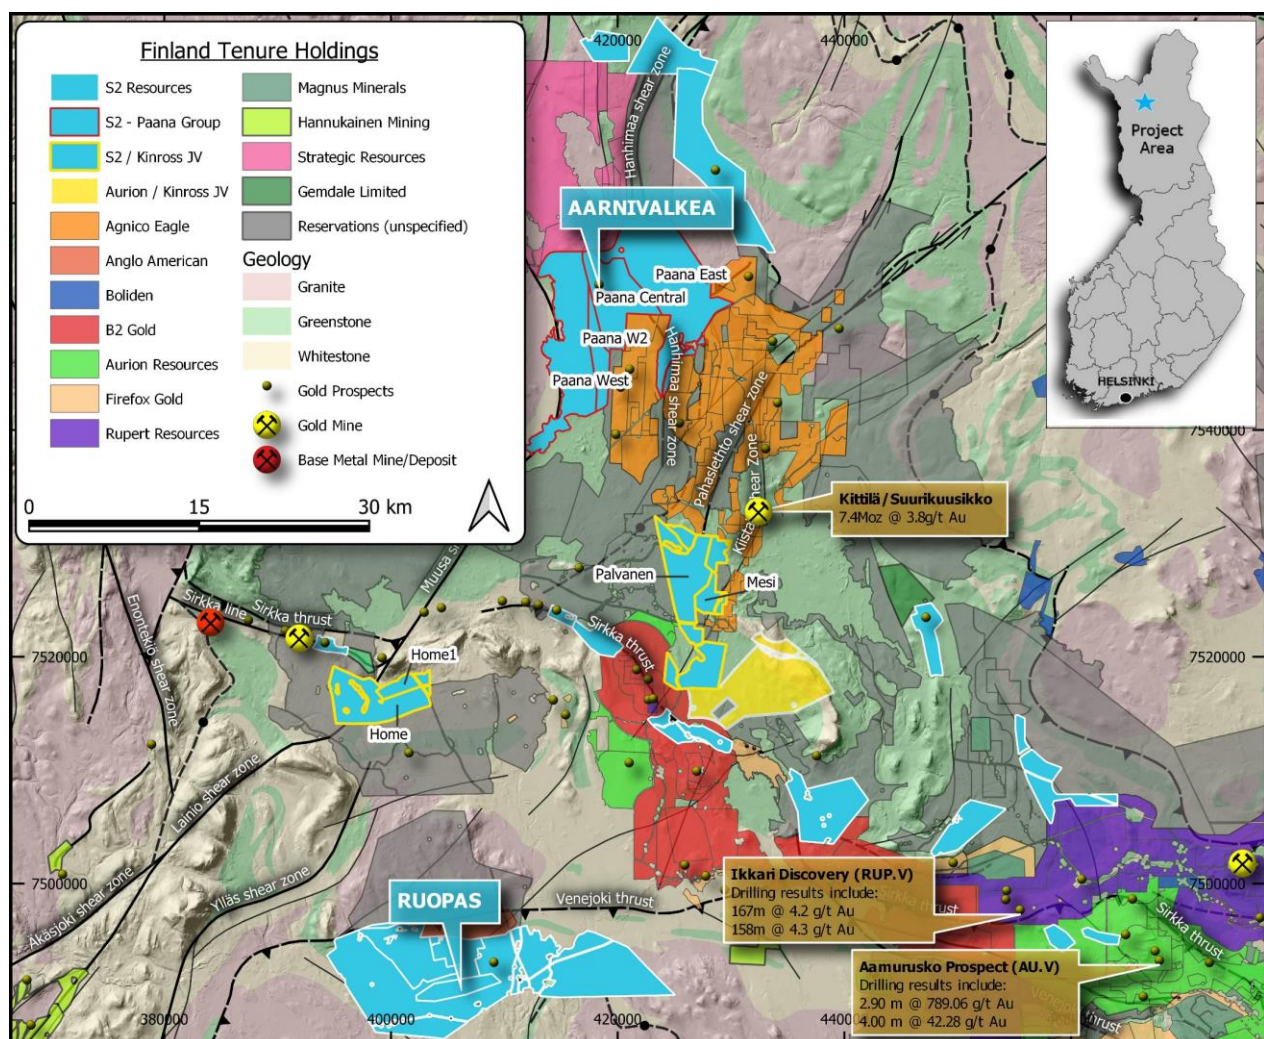 Finland Tenure Holdings
S2 Resources
S2 - Paana Group
S2 / Kinross JV
Aurion / Kinross JV
Agnico Eagle
Anglo American
Boliden
B2 Gold
Aurion Resources
Firefox Gold
Rupert Resources
Magnus Minerals
Hannukainen Mining
Strategic Resources
Gemdale Limited
Reservations (unspecified)
Geology
Granite
Greenstone
Whitestone
Gold Prospects
Gold Mine
Base Metal Mine/Deposit
0 15 30 km
420000
440000
Project
Area
HELSINKI
Hanhimaa shear zone
AARNIVALKEA
Paana East
Paana Central
Paana W2
Paana West
Hanhimaa shear zone
Pahaslehto shear zone
7540000
Kittilä/Suurikuusikko
7.4Moz @ 3.8g/t Au
Palvanen
Mesi
Sirkka line
Sirkka thrust
Enontekiö shear zone
Sirkka thrust
7520000
7520000
Home1
Home
Lainio shear zone
Ylläs shear zone
Äkäsjoki shear zone
7500000
7500000
RUOPAS
Venejoki thrust
Ikkari Discovery (RUP.V)
Drilling results include:
167m @ 4.2 g/t Au
158m @ 4.3 g/t Au
Sirkka thrust
Sirkka thrust
Aamurusko Prospect (AU.V)
Drilling results include:
2.90 m @ 789.06 g/t Au
4.00 m @ 42.28 g/t Au
thrust
380000
400000
420000